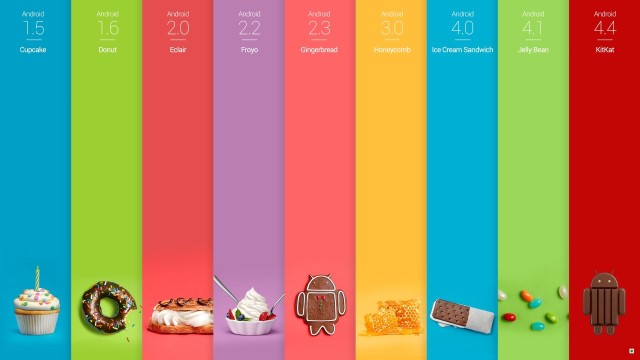 Android
1.5
Cupcake
Android
1.6
Donut
Android
2.0
Eclair
Android
2.2
Froyo
Android
2.3
Gingerbread
Android
3.0
Honeycomb
Android
4.0
Ice Cream Sandwich
Android
4.1
Jelly Bean
Android
4.4
KitKat